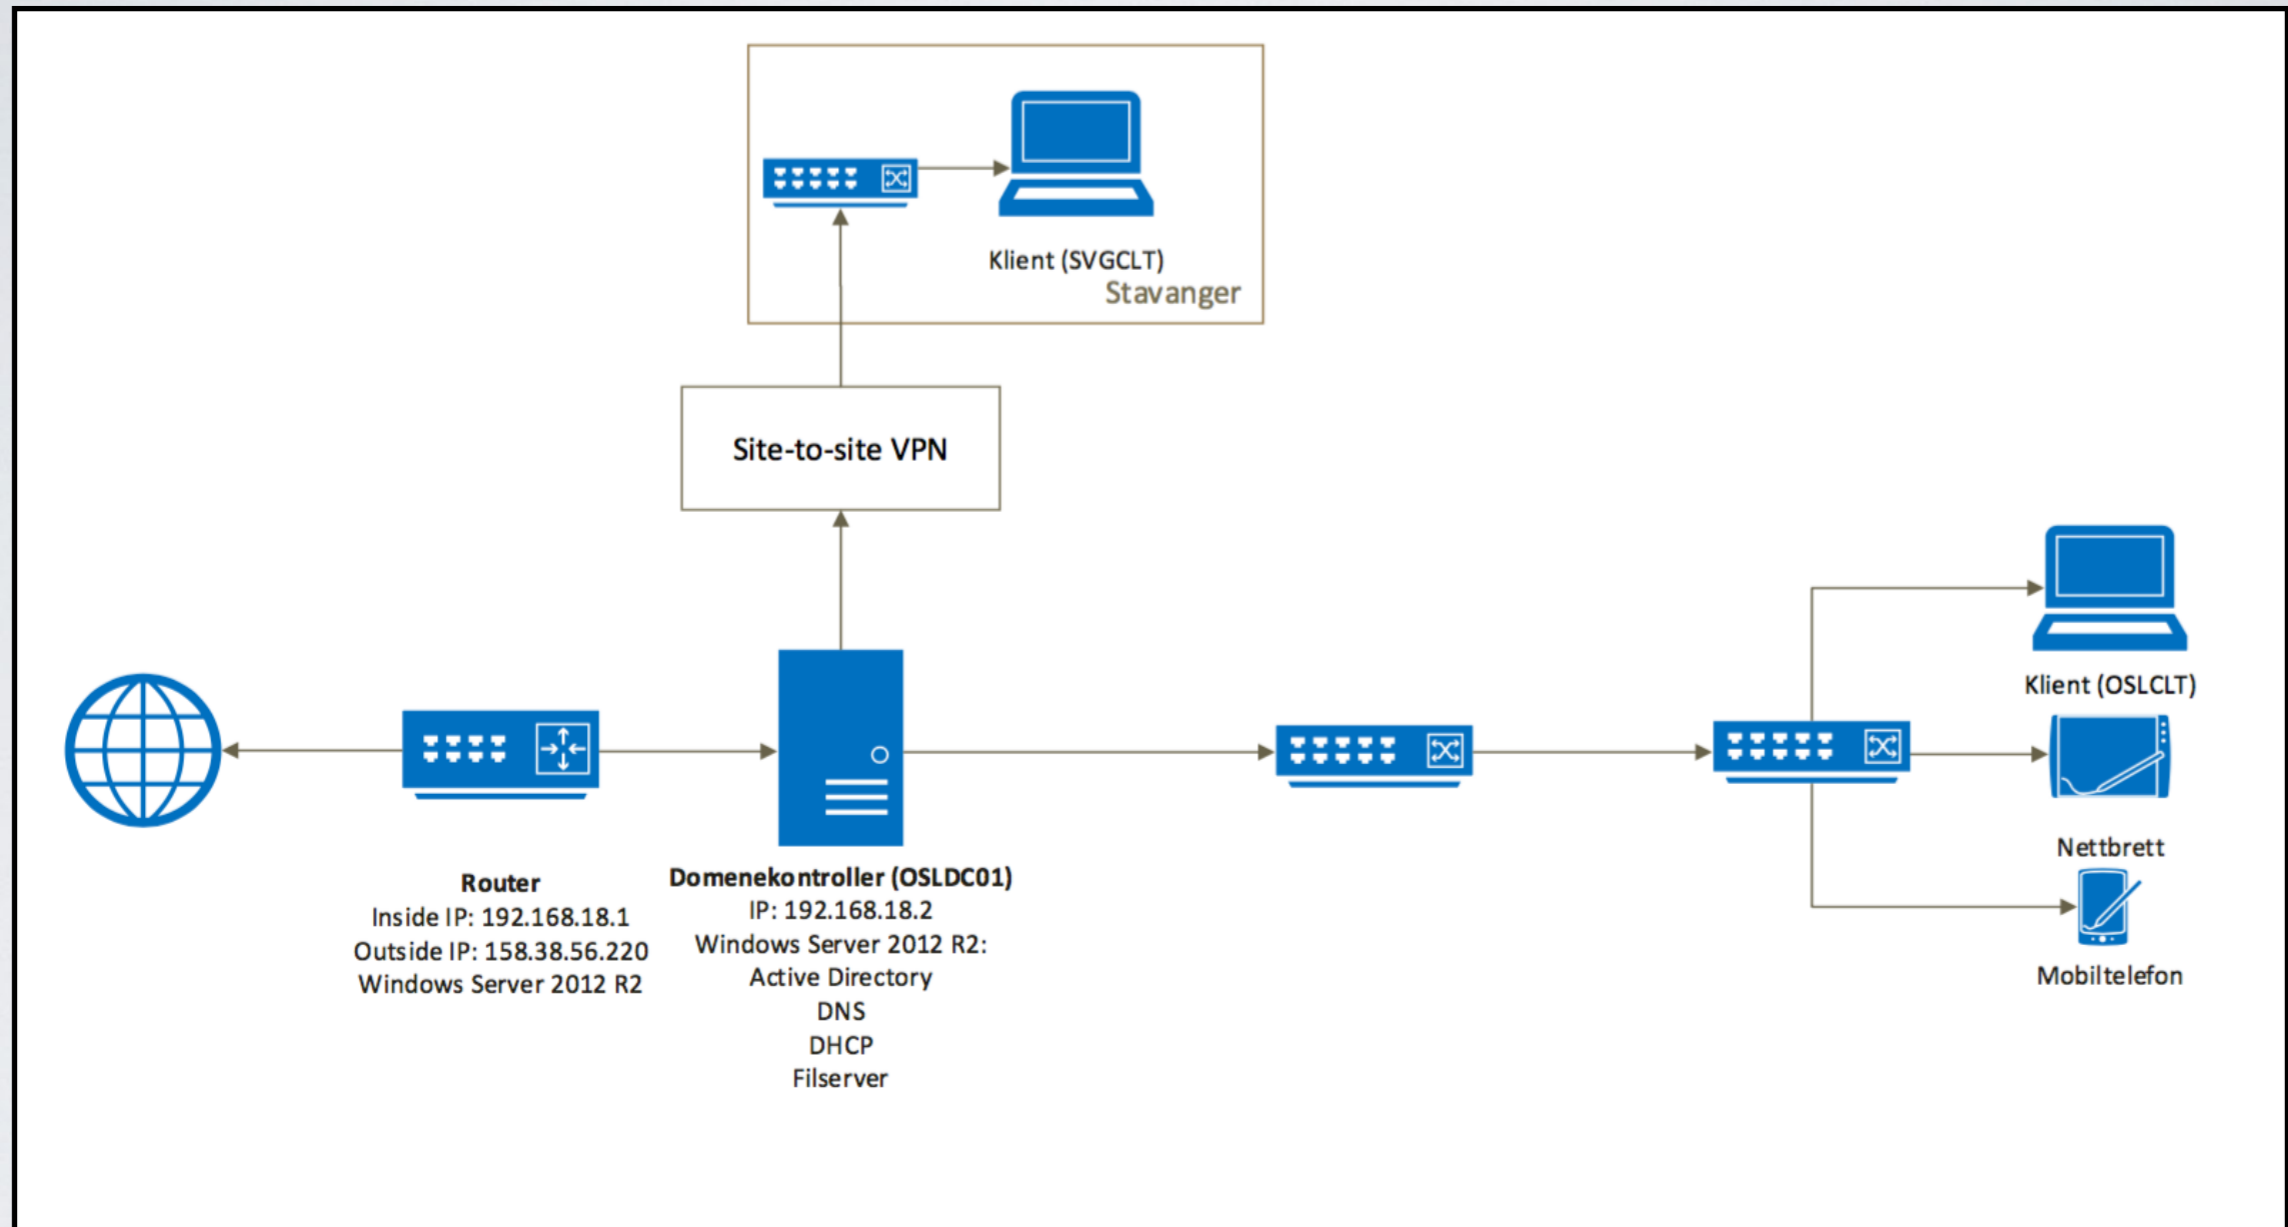 Klient (SVGCLT)
Stavanger
Site-to-site VPN
Klient (OSLCLT)
Nettbrett
Mobiltelefon
Router
Inside IP: 192.168.18.1
Outside IP: 158.38.56.220
Windows Server 2012 R2
Domenekontroller (OSLDC01)
IP: 192.168.18.2
Windows Server 2012 R2:
Active Directory
DNS
DHCP
Filserver